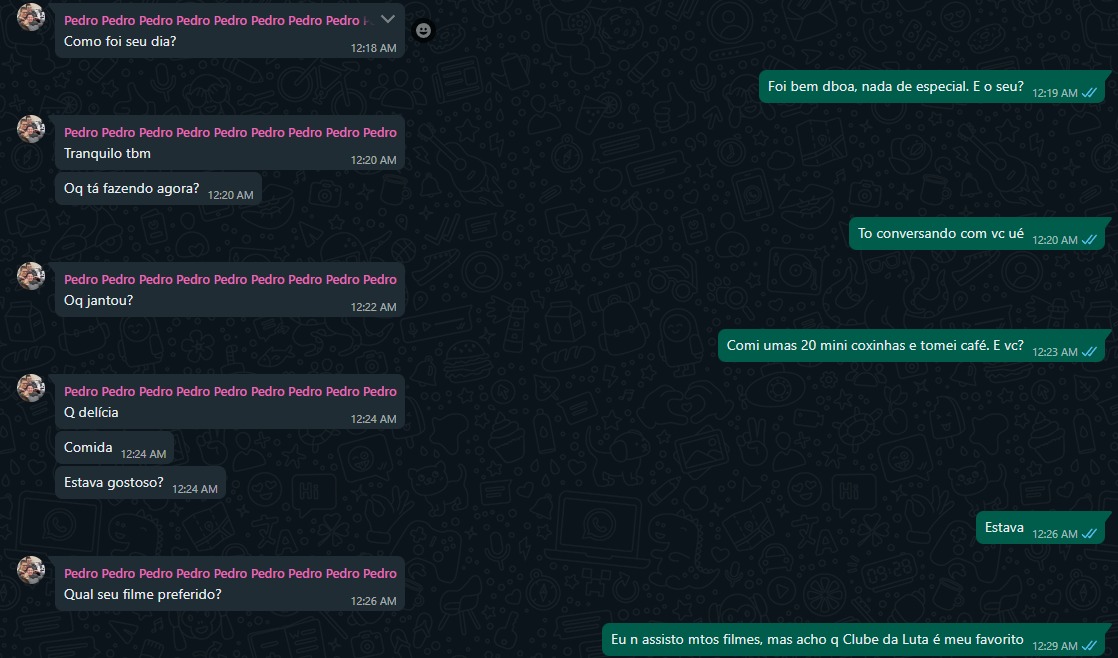 Pedro Pedro Pedro Pedro Pedro Pedro Pedro Pedro
Como foi seu dia?
12:18 AM
Foi bem dboa, nada de especial. E o seu? 12:19 AM
Pedro Pedro Pedro Pedro Pedro Pedro Pedro Pedro Pedro
Tranquilo tbm
12:20 AM
Oq tá fazendo agora? 12:20 AM
To conversando com vc ué 12:20 AM
Pedro Pedro Pedro Pedro Pedro Pedro Pedro Pedro Pedro
Oq jantou?
12:22 AM
Comi umas 20 mini coxinhas e tomei café. E vc? 12:23 AM
Pedro Pedro Pedro Pedro Pedro Pedro Pedro Pedro Pedro
Q delícia
12:24 AM
Comida 12:24 AM
Estava gostoso? 12:24 AM
Estava 12:26 AM
Pedro Pedro Pedro Pedro Pedro Pedro Pedro Pedro Pedro
Qual seu filme preferido?
12:26 AM
Eu n assisto mtos filmes, mas acho q Clube da Luta é meu favorito 12:29 AM